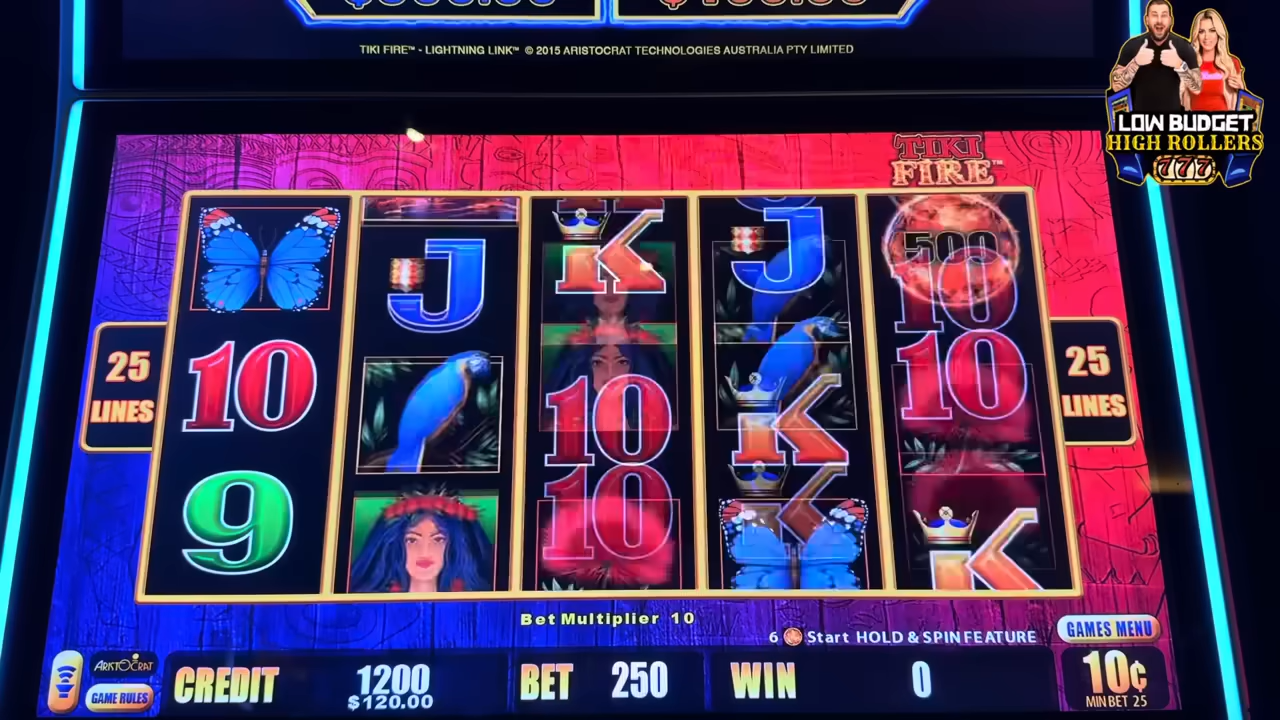 TIKI FIRE™ - LIGHTNING LINK™ © 2015 ARISTOCRAT TECHNOLOGIES AUSTRALIA PTY LIMITED
LOW BUDGET
HIGH ROLLERS
777
TIKI
FIRE™
K
J
J
500
10
25
LINES
10
10
K
10
25
LINES
9
10
K
Bet Multiplier 10
6 Start HOLD & SPIN FEATURE
GAMES MENU
ARISTOCRAT
GAME RULES
CREDIT
1200
$120.00
BET
250
WIN
0
10¢
MIN BET 25